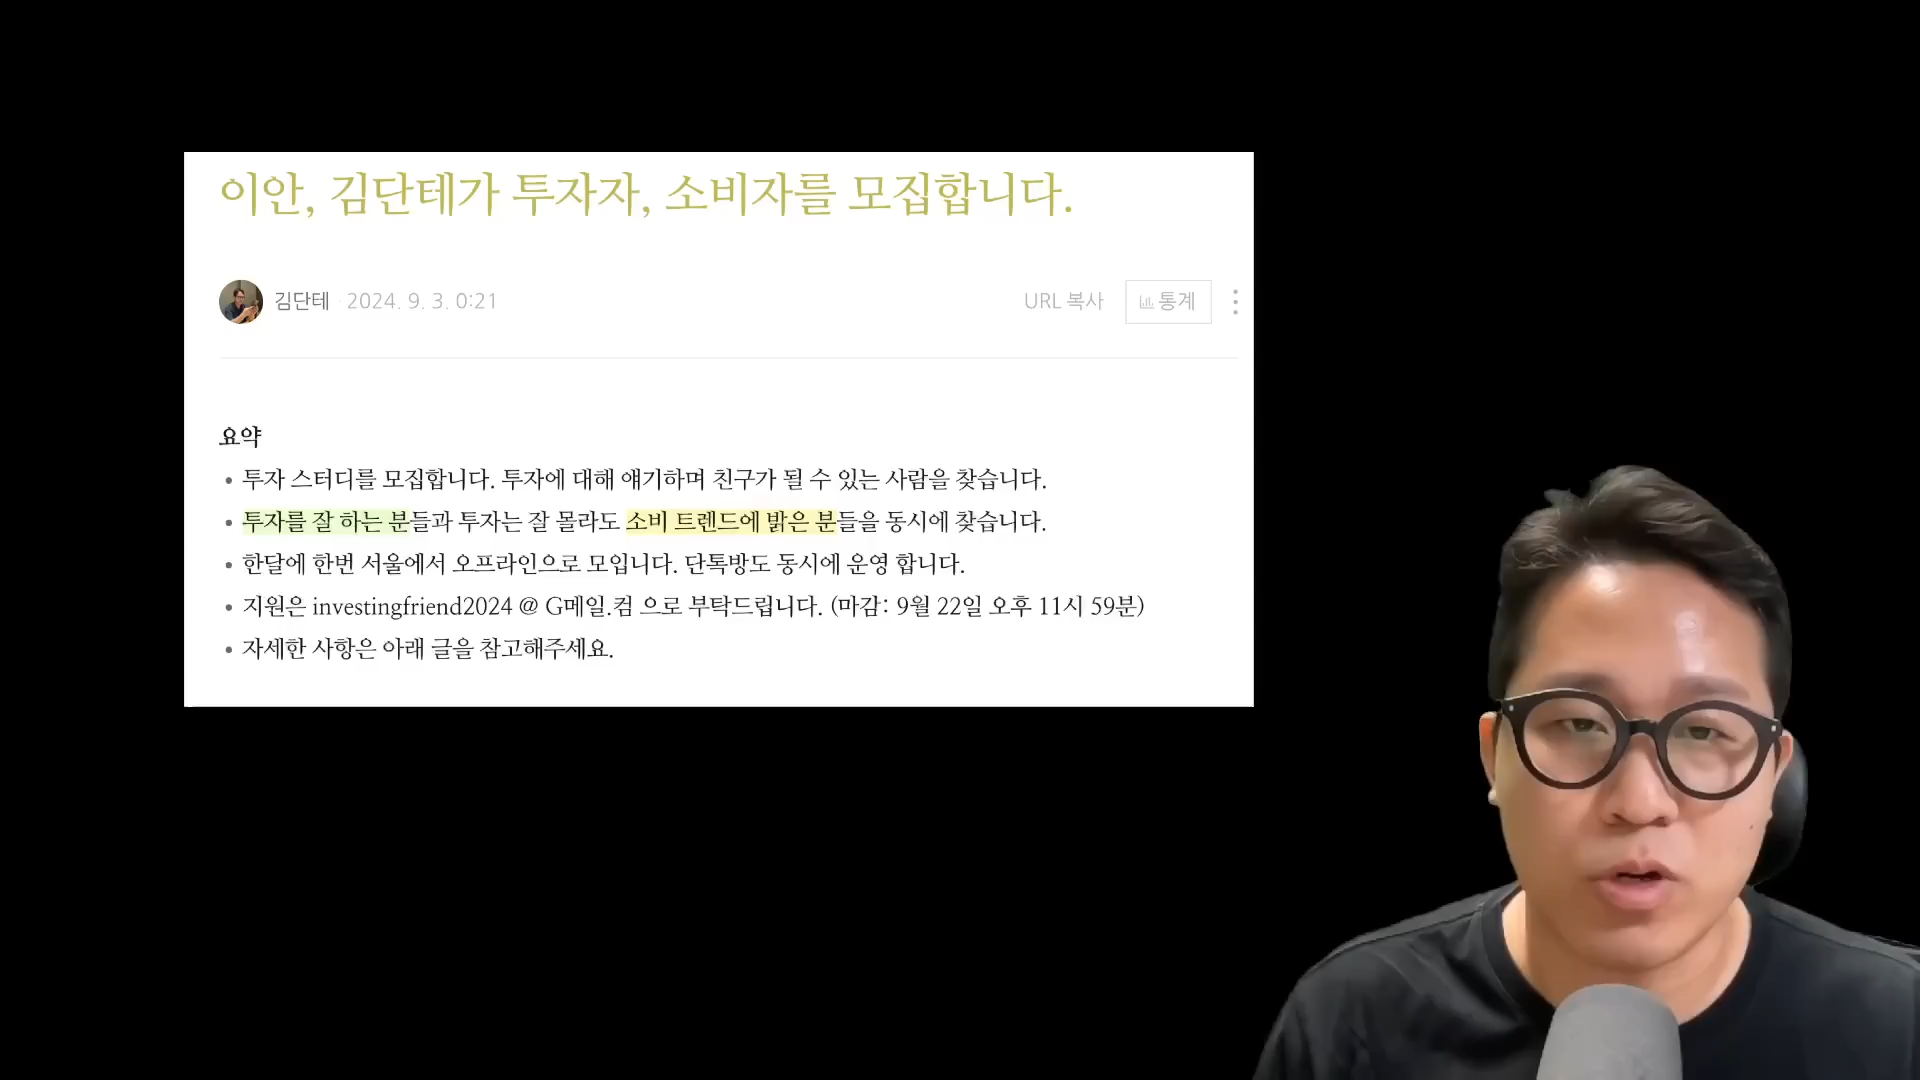 이안, 김단테가 투자자, 소비자를 모집합니다.
김단테 · 2024. 9. 3. 0:21
URL 복사
통계
요약
• 투자 스터디를 모집합니다. 투자에 대해 얘기하며 친구가 될 수 있는 사람을 찾습니다.
• 투자를 잘 하는 분들과 투자는 잘 몰라도 소비 트렌드에 밝은 분들을 동시에 찾습니다.
• 한달에 한번 서울에서 오프라인으로 모입니다. 단톡방도 동시에 운영 합니다.
• 지원은 investingfriend2024 @ G메일.컴 으로 부탁드립니다. (마감: 9월 22일 오후 11시 59분)
• 자세한 사항은 아래 글을 참고해주세요.